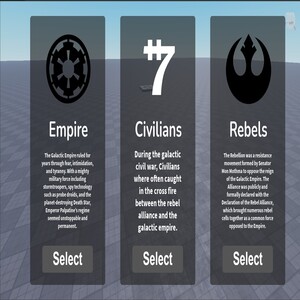 #7
Empire
The Galactic Empire ruled for
years through fear, intimidation,
and tyranny. With a mighty
military force including
stormtroopers, spy technology
such as probe droids, and the
planet-destroying Death Star,
Emperor Palpatine's regime
seemed unstoppable and
permanent.
Select
Civilians
During the galactic
civil war, Civilians
where often caught
in the cross fire
between the rebel
alliance and the
galactic empire.
Select
Rebels
The Rebellion was a resistance
movement formed by Senator
Mon Mothma to oppose the reign
of the Galactic Empire. The
Alliance was publicly and
formally declared with the
Declaration of the Rebel Alliance,
which brought numerous rebel
cells together as a common force
opposed to the Empire.
Select